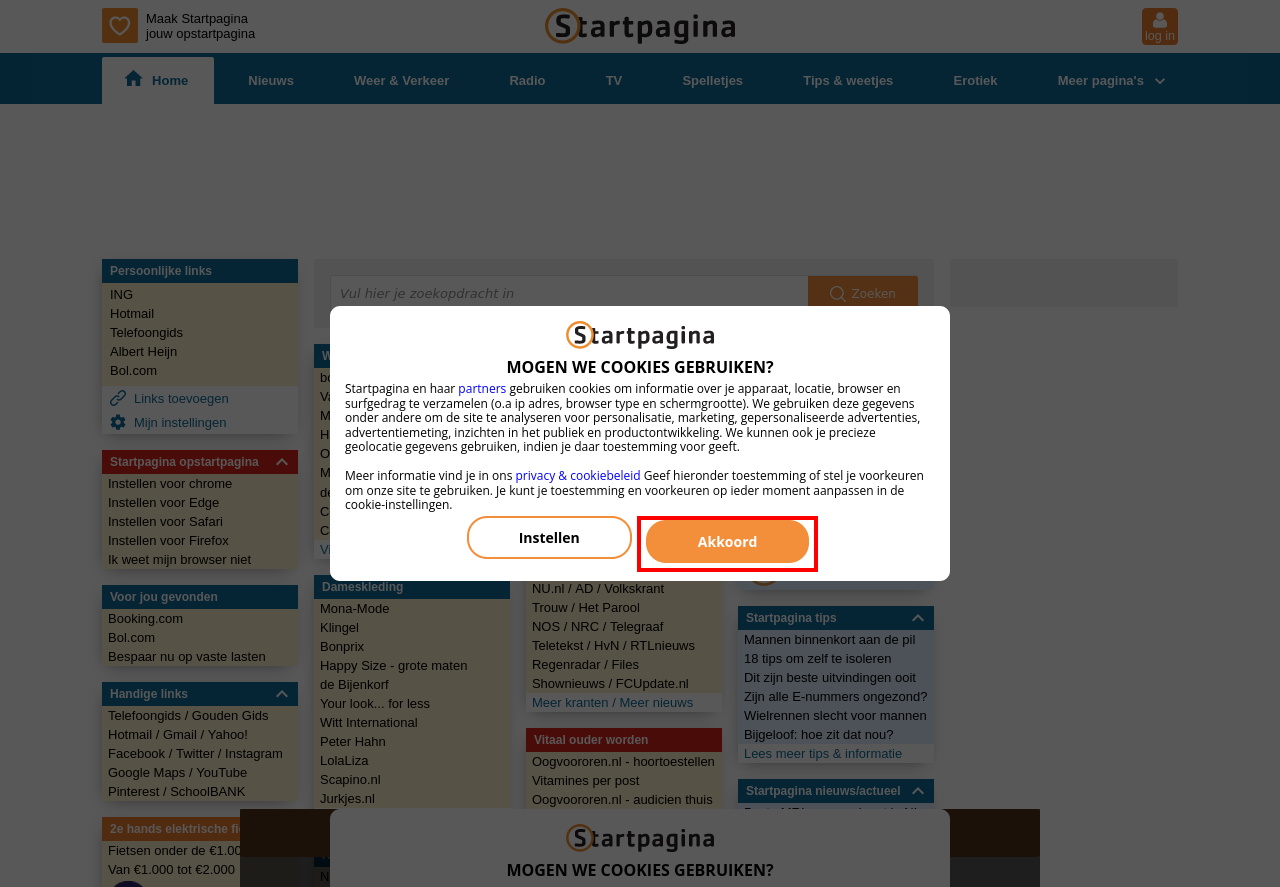 Maak Startpagina
jouw opstartpagina
Startpagina
log in
Home
Nieuws
Weer & Verkeer
Radio
TV
Spelletjes
Tips & weetjes
Erotiek
Meer pagina's
Persoonlijke links
ING
Hotmail
Telefoongids
Albert Heijn
Bol.com
Links toevoegen
Mijn instellingen
Startpagina opstartpagina
Instellen voor chrome
Instellen voor Edge
Instellen voor Safari
Instellen voor Firefox
Ik weet mijn browser niet
Voor jou gevonden
Booking.com
Bol.com
Bespaar nu op vaste lasten
Handige links
Telefoongids / Gouden Gids
Hotmail / Gmail / Yahoo!
Facebook / Twitter / Instagram
Google Maps / YouTube
Pinterest / SchoolBANK
2e hands elektrische
Fietsen onder de
Van €1.000 tot €2.000
Vul hier je zoekopdracht in
Zoeken
Startpagina
MOGEN WE COOKIES GEBRUIKEN?
Startpagina en haar partners gebruiken cookies om informatie over je apparaat, locatie, browser en
surfgedrag te verzamelen (o.a ip adres, browser type en schermgrootte). We gebruiken deze gegevens
onder andere om de site te analyseren voor personalisatie, marketing, gepersonaliseerde advertenties,
advertentiemeting, inzichten in het publiek en productontwikkeling. We kunnen ook je precieze
geolocatie gegevens gebruiken, indien je daar toestemming voor geeft.
Meer informatie vind je in ons privacy & cookiebeleid Geef hieronder toestemming of stel je voorkeuren
om onze site te gebruiken. Je kunt je toestemming en voorkeuren op ieder moment aanpassen in de
cookie-instellingen.
Instellen
Akkoord
Dameskleding
Mona-Mode
Klingel
Bonprix
Happy Size - grote maten
de Bijenkorf
Your look... for less
Witt International
Peter Hahn
LolaLiza
Scapino.nl
Jurkjes.nl
NU.nl / AD / Volkskrant
Trouw / Het Parool
NOS / NRC / Telegraaf
Teletekst / HvN / RTLnieuws
Regenradar / Files
Shownieuws / FCUpdate.nl
Meer kranten / Meer nieuws
Vitaal ouder worden
Oogvoororen.nl - hoortoestellen
Vitamines per post
Oogvoororen.nl - audicien thuis
Startpagina tips
Mannen binnenkort aan de pil
18 tips om zelf te isoleren
Dit zijn beste uitvindingen ooit
Zijn alle E-nummers ongezond?
Wielrennen slecht voor mannen
Bijgeloof: hoe zit dat nou?
Lees meer tips & informatie
Startpagina nieuws/actueel
Startpagina
MOGEN WE COOKIES GEBRUIKEN?